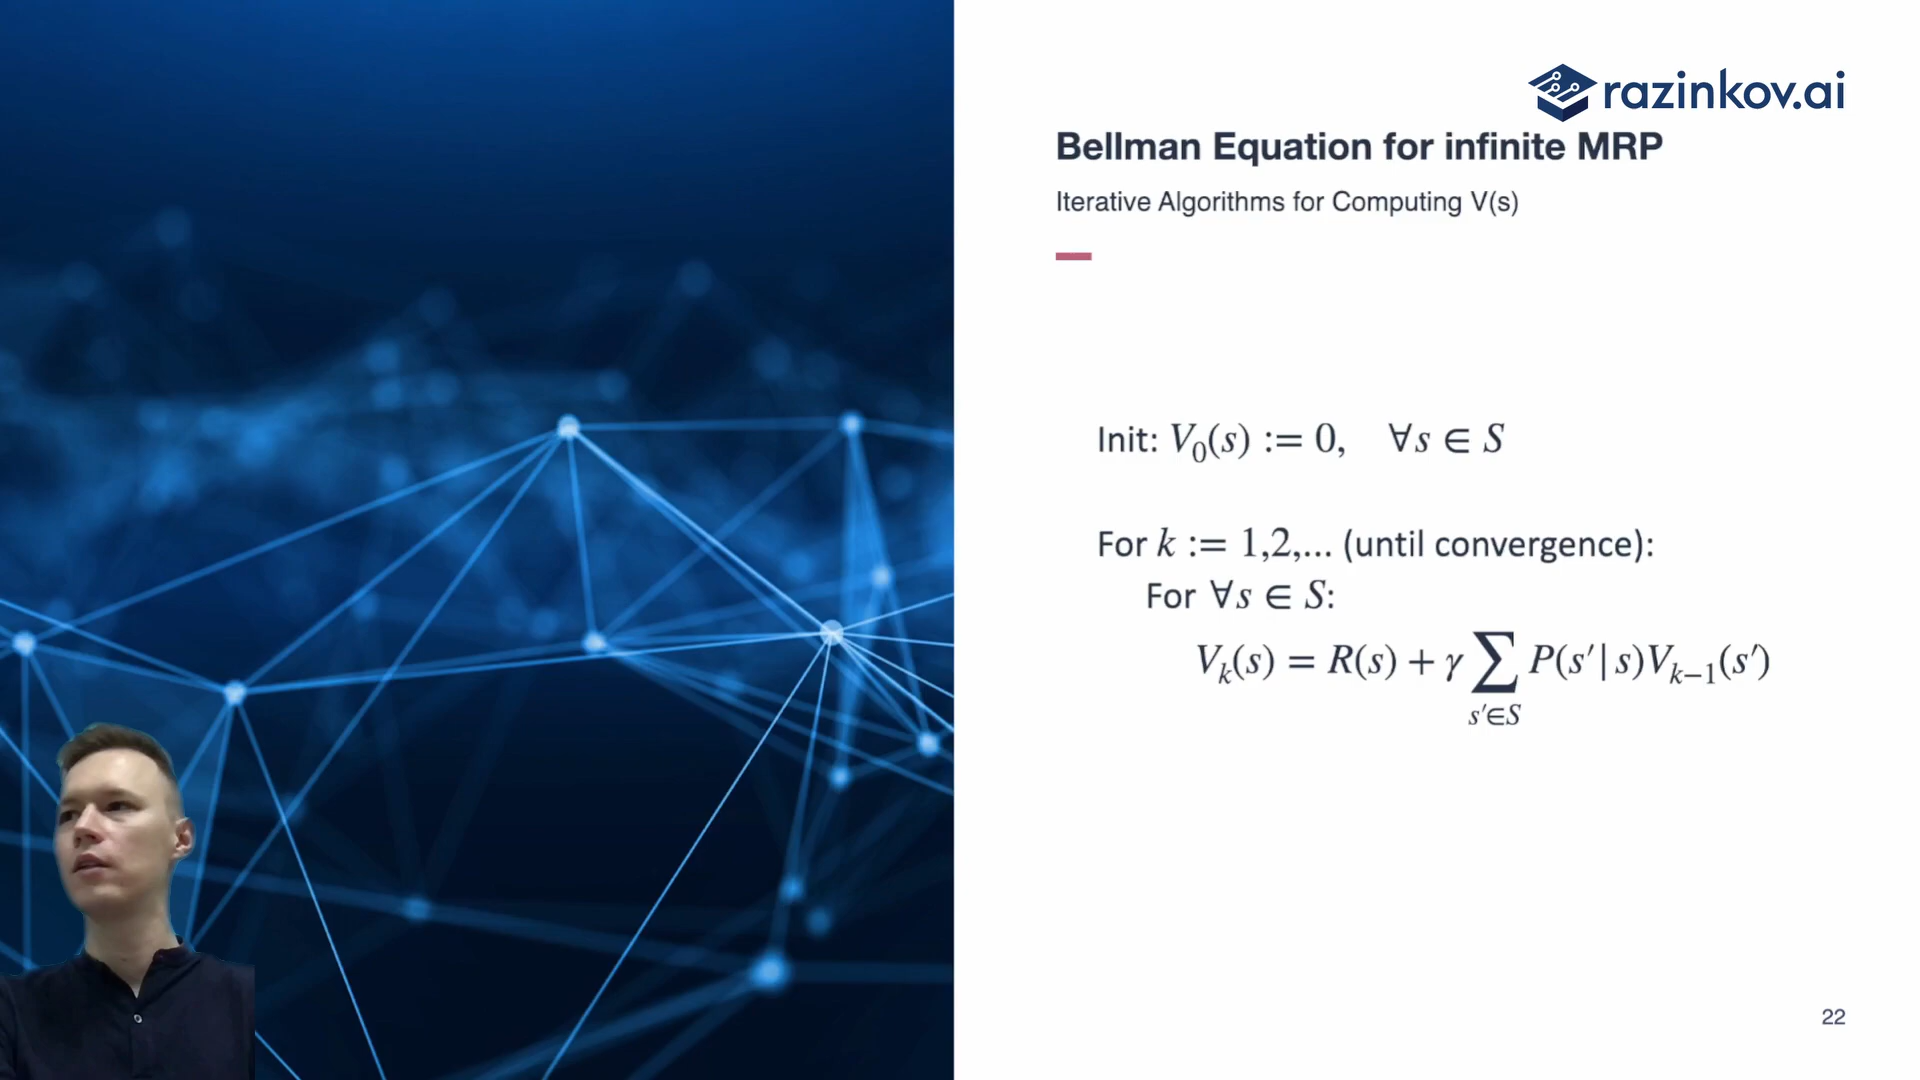 razinkov.ai
Bellman Equation for infinite MRP
Iterative Algorithms for Computing V(s)
Init: V₀(s) := 0, ∀s ∈ S
For k := 1,2,... (until convergence):
For ∀s ∈ S:
Vₖ(s) = R(s) + γ ∑ P(s′|s)Vₖ₋₁(s′)
s′∈S
22